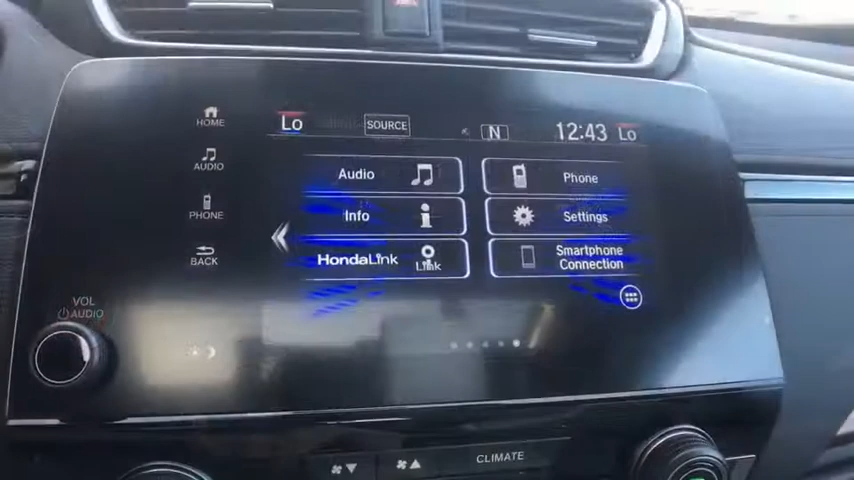 HOME
Lo
SOURCE
N
12:43
Lo
AUDIO
Audio
Phone
PHONE
Info
Settings
BACK
HondaLink
Link
Smartphone
Connection
VOL
AUDIO
CLIMATE